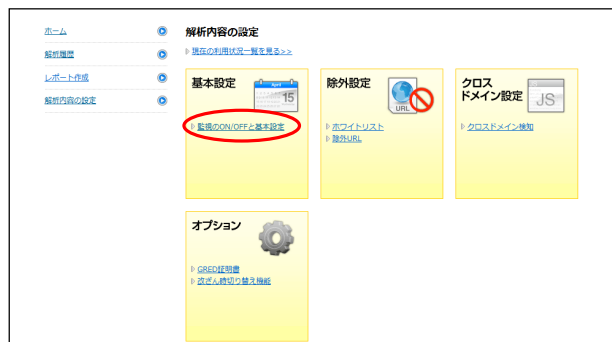 ホーム
解析履歴
レポート作成
解析内容の設定
解析内容の設定
現在の利用状況一覧を見る>>
基本設定
April
15
監視のON/OFFと基本設定
除外設定
URL
ホワイトリスト
除外URL
クロス
ドメイン設定
JS
クロスドメイン検知
オプション
GRED証明書
改ざん時切り替え機能